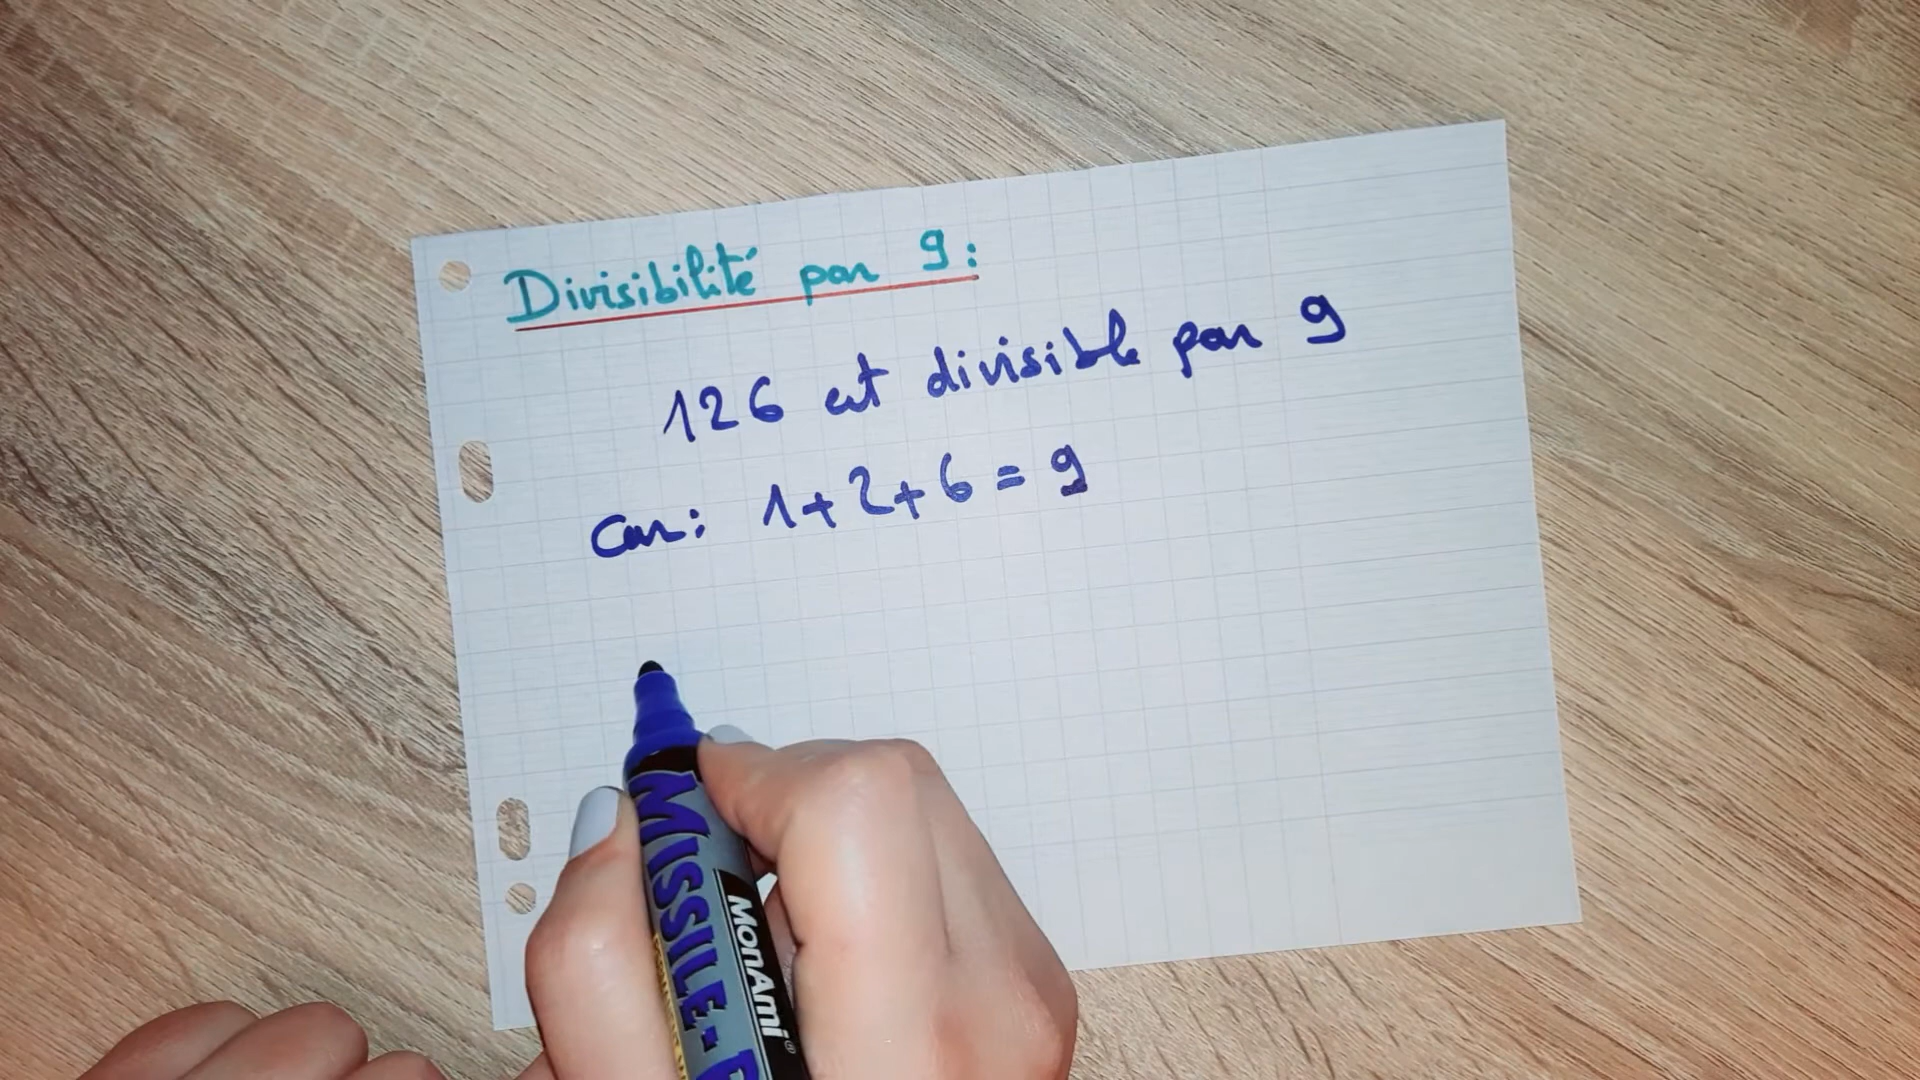 Divisibilité par 9:
126 est divisible par 9
Car: 1+2+6 = 9
MISSILE-
MonAmi®